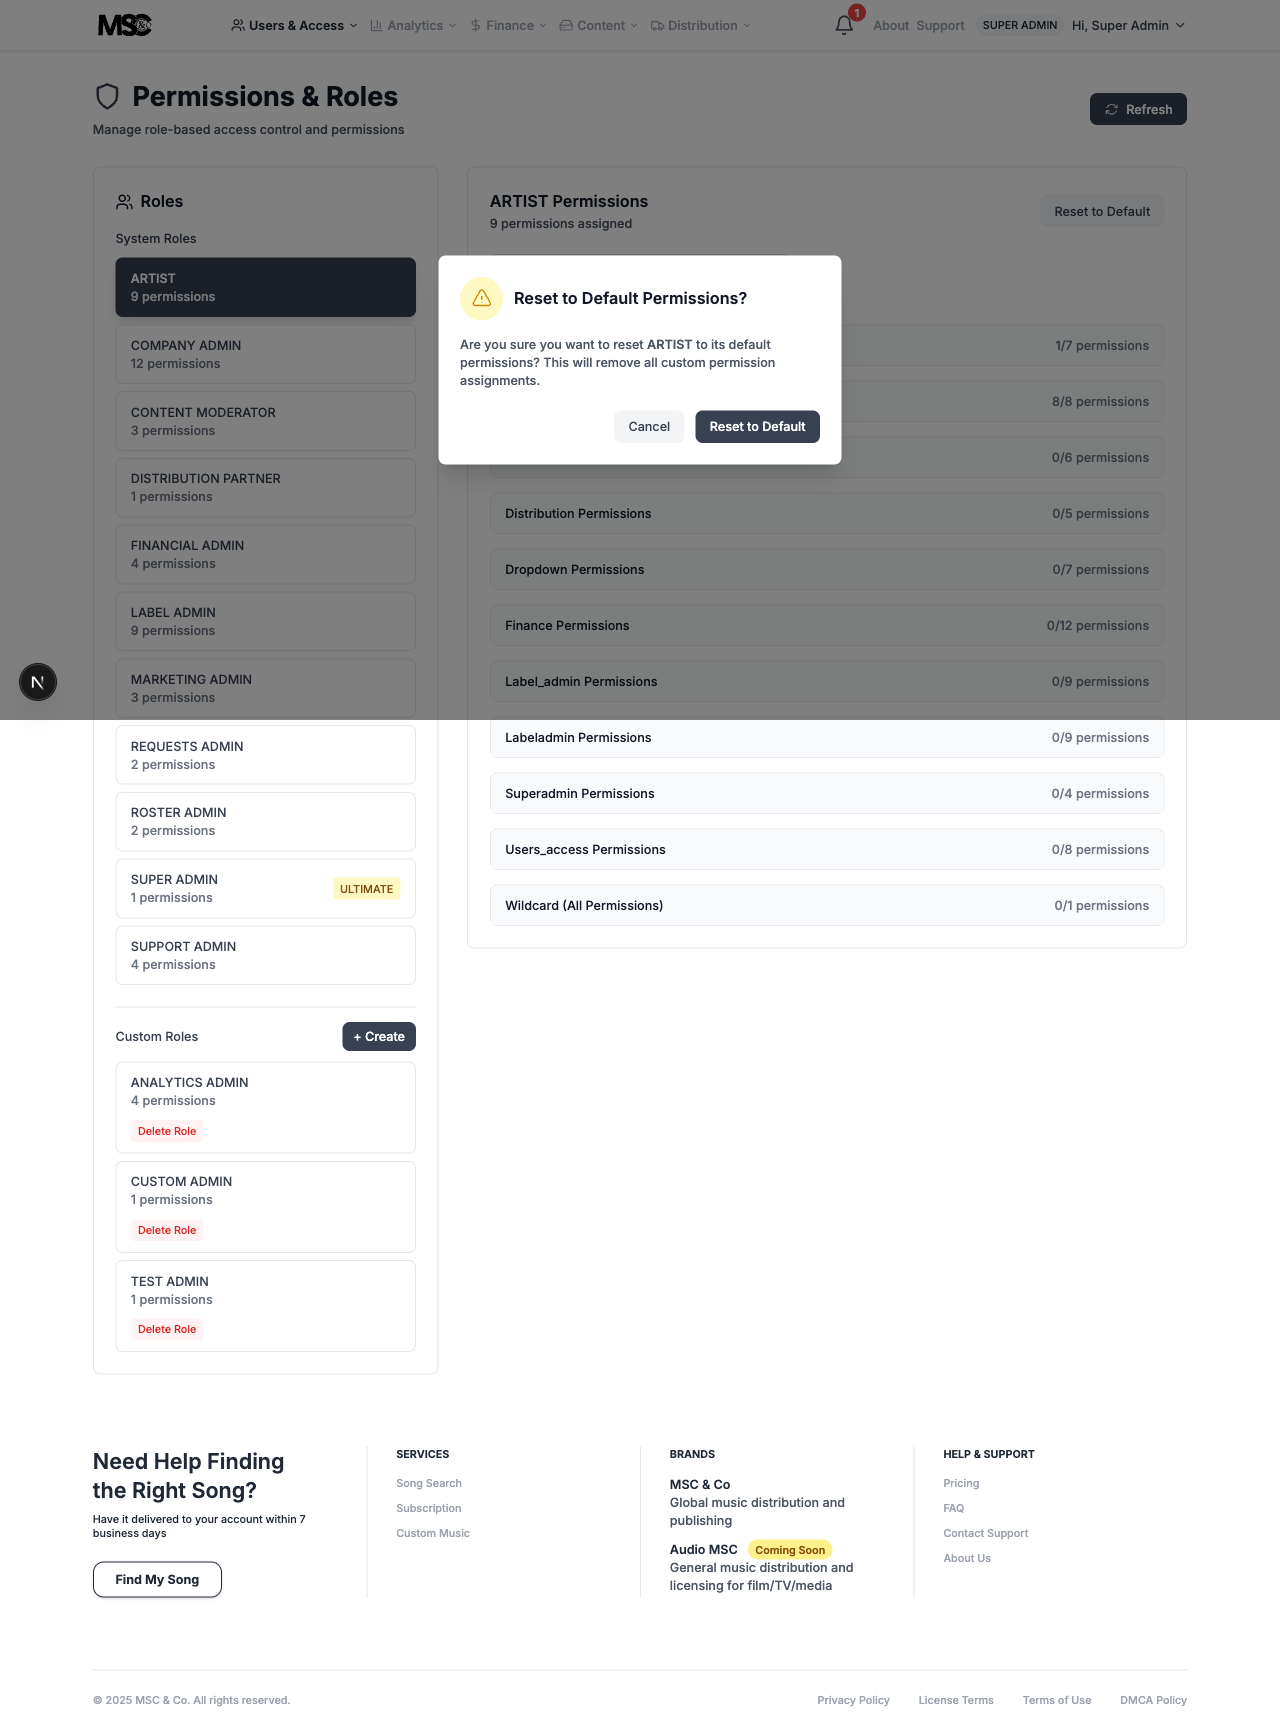 MSC
Users & Access
Analytics
Finance
Content
Distribution
1
About
Support
SUPER ADMIN
Hi, Super Admin
Permissions & Roles
Manage role-based access control and permissions
Refresh
Roles
System Roles
ARTIST
9 permissions
COMPANY ADMIN
12 permissions
CONTENT MODERATOR
3 permissions
DISTRIBUTION PARTNER
1 permissions
FINANCIAL ADMIN
4 permissions
LABEL ADMIN
9 permissions
MARKETING ADMIN
3 permissions
REQUESTS ADMIN
2 permissions
ROSTER ADMIN
2 permissions
SUPER ADMIN
1 permissions
ULTIMATE
SUPPORT ADMIN
4 permissions
Custom Roles
+ Create
ANALYTICS ADMIN
4 permissions
Delete Role
CUSTOM ADMIN
1 permissions
Delete Role
TEST ADMIN
1 permissions
Delete Role
ARTIST Permissions
9 permissions assigned
Reset to Default
Reset to Default Permissions?
Are you sure you want to reset ARTIST to its default
permissions? This will remove all custom permission
assignments.
Cancel
Reset to Default
1/7 permissions
8/8 permissions
0/6 permissions
Distribution Permissions
0/5 permissions
Dropdown Permissions
0/7 permissions
Finance Permissions
0/12 permissions
Label_admin Permissions
0/9 permissions
Labeladmin Permissions
0/9 permissions
Superadmin Permissions
0/4 permissions
Users_access Permissions
0/8 permissions
Wildcard (All Permissions)
0/1 permissions
N
Need Help Finding
the Right Song?
Have it delivered to your account within 7
business days
Find My Song
SERVICES
Song Search
Subscription
Custom Music
BRANDS
MSC & Co
Global music distribution and
publishing
Audio MSC
Coming Soon
General music distribution and
licensing for film/TV/media
HELP & SUPPORT
Pricing
FAQ
Contact Support
About Us
© 2025 MSC & Co. All rights reserved.
Privacy Policy
License Terms
Terms of Use
DMCA Policy